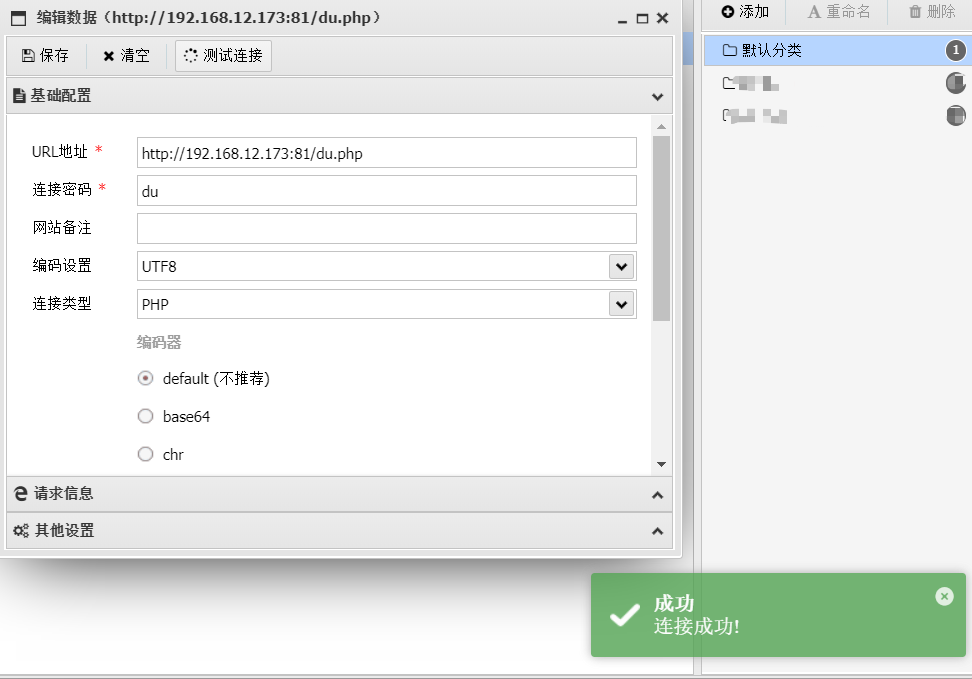 编辑数据（http://192.168.12.173:81/du.php）
保存 清空 测试连接
基础配置
URL地址 * http://192.168.12.173:81/du.php
连接密码 * du
网站备注
编码设置 UTF8
连接类型 PHP
编码器
default (不推荐)
base64
chr
请求信息
其他设置
添加 重命名 删除
默认分类 1
成功
连接成功!